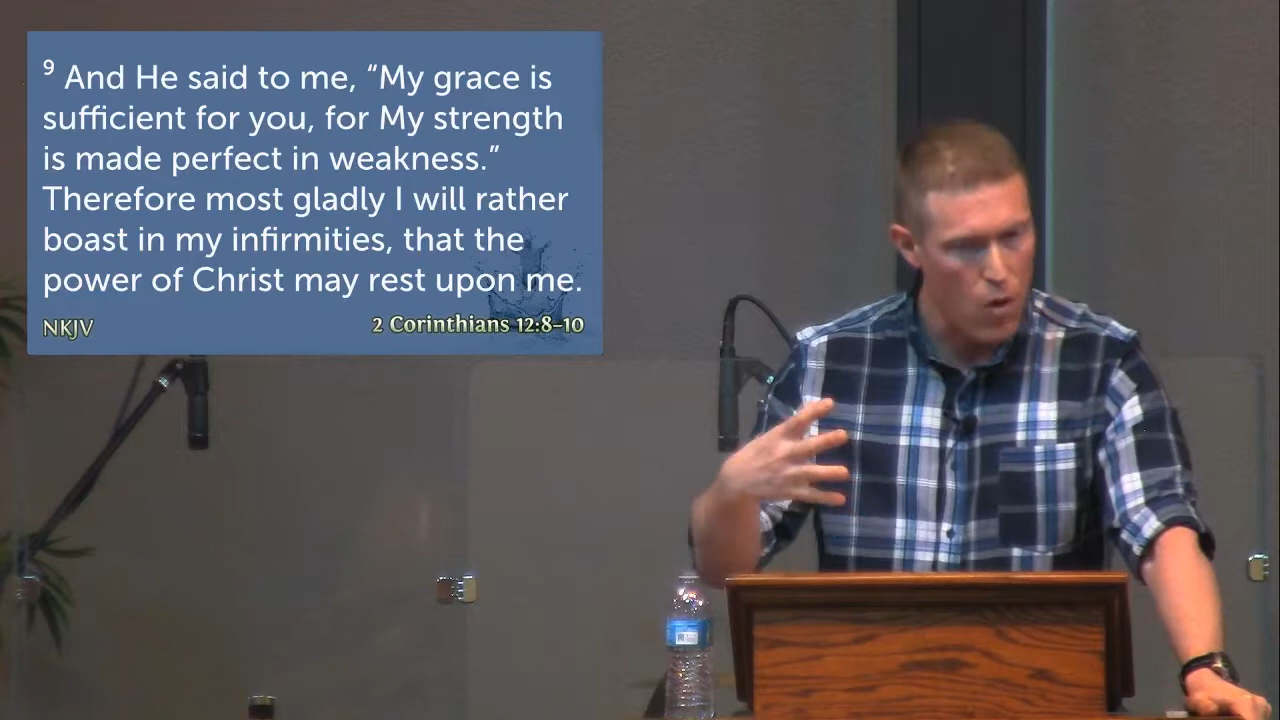 9 And He said to me, “My grace is
sufficient for you, for My strength
is made perfect in weakness.”
Therefore most gladly I will rather
boast in my infirmities, that the
power of Christ may rest upon me.
NKJV 2 Corinthians 12:8-10